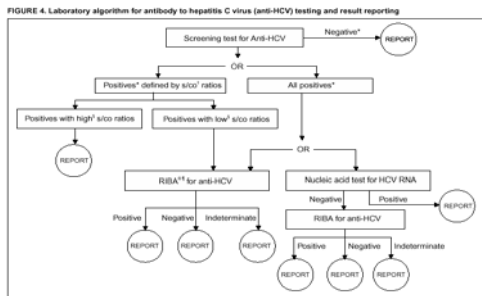 FIGURE 4. Laboratory algorithm for antibody to hepatitis C virus (anti-HCV) testing and result reporting
Screening test for Anti-HCV
Negative*
REPORT
OR
Positives* defined by s/co† ratios
All positives*
Positives with high§ s/co ratios
Positives with low§ s/co ratios
REPORT
OR
RIBA®¶ for anti-HCV
Nucleic acid test for HCV RNA
Negative
Positive
REPORT
Positive
Negative
Indeterminate
RIBA for anti-HCV
REPORT
REPORT
REPORT
Positive
Negative
Indeterminate
REPORT
REPORT
REPORT